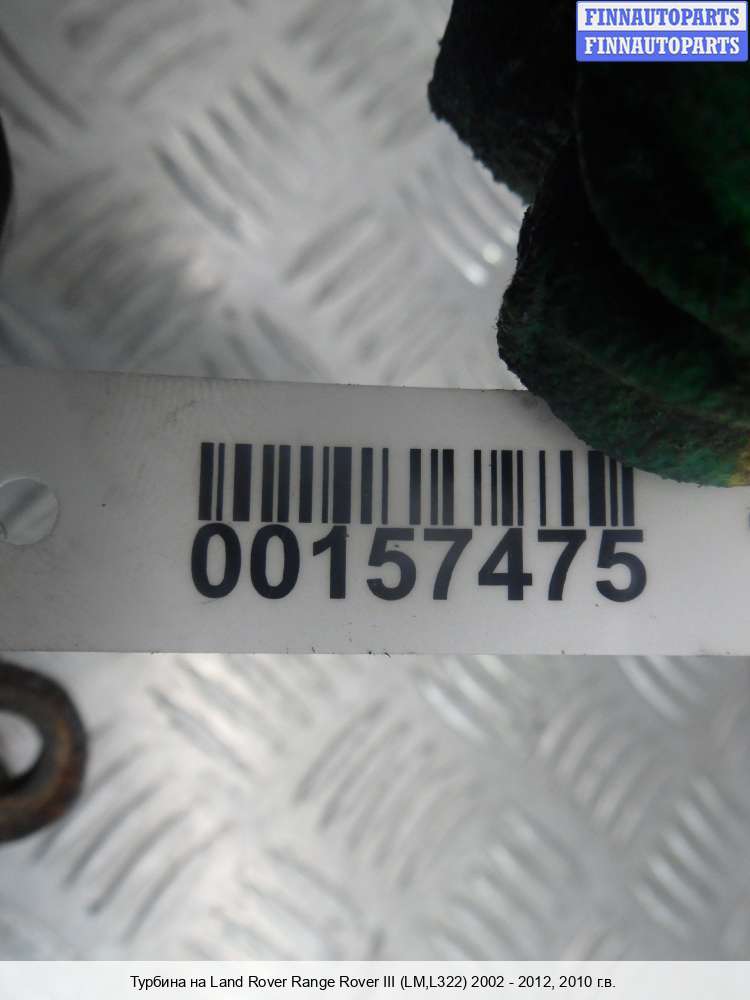 FINNAUTOPARTS
FINNAUTOPARTS
00157475
Турбина на Land Rover Range Rover III (LM,L322) 2002 - 2012, 2010 г.в.